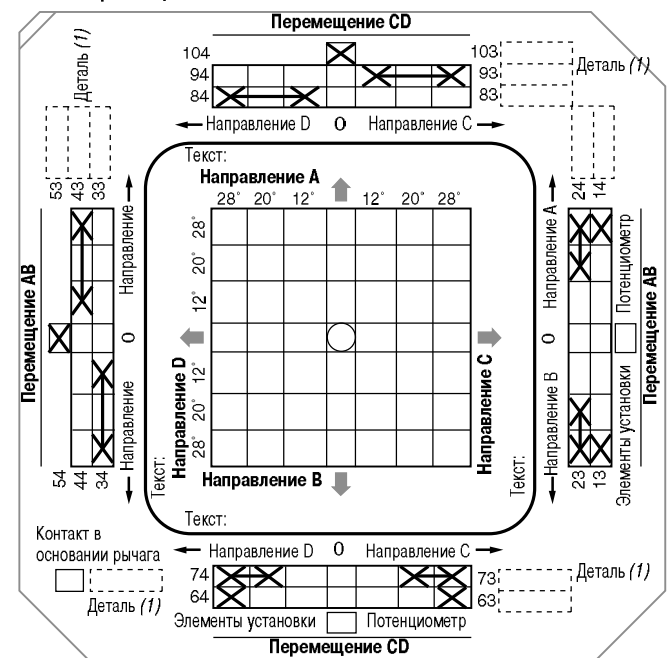 Перемещение CD
104
103
94
93
84
83
Деталь (1)
Направление D 0 Направление C
Деталь (1)
53 43 33
24 14
Текст:
Направление A
28° 20° 12° 12° 20° 28°
28°
20°
12°
12°
20°
28°
Перемещение AB
Направление
0
Направление
54 44 34
Направление D
Текст:
Направление C
Текст:
Направление A
0
Направление B
23 13
Потенциометр
Элементы установки
Перемещение AB
Направление B
Текст:
Контакт в
основании рычага
Деталь (1)
Направление D 0 Направление C
74
73
64
63
Деталь (1)
Элементы установки Потенциометр
Перемещение CD